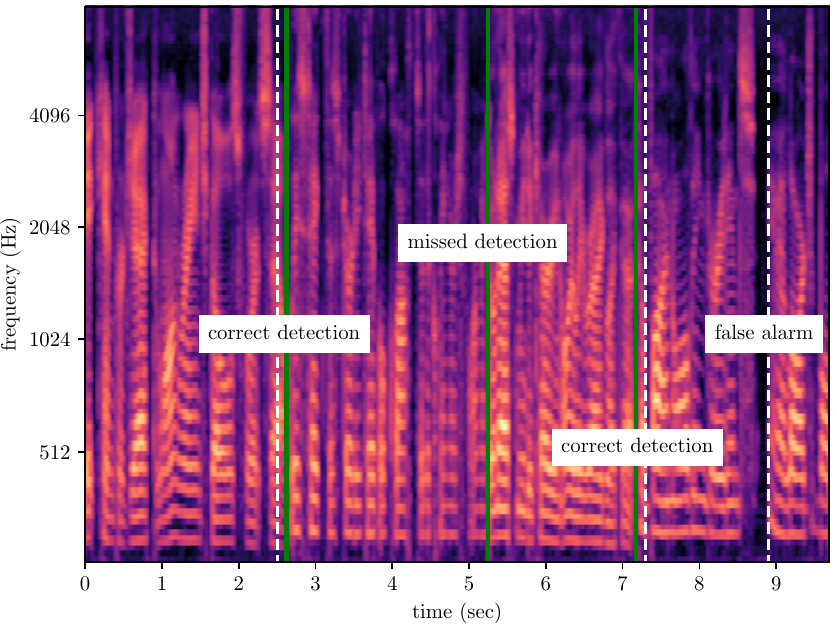 4096
frequency (Hz)
2048
missed detection
correct detection
1024
false alarm
correct detection
512
0 1 2 3 4 5 6 7 8 9
time (sec)